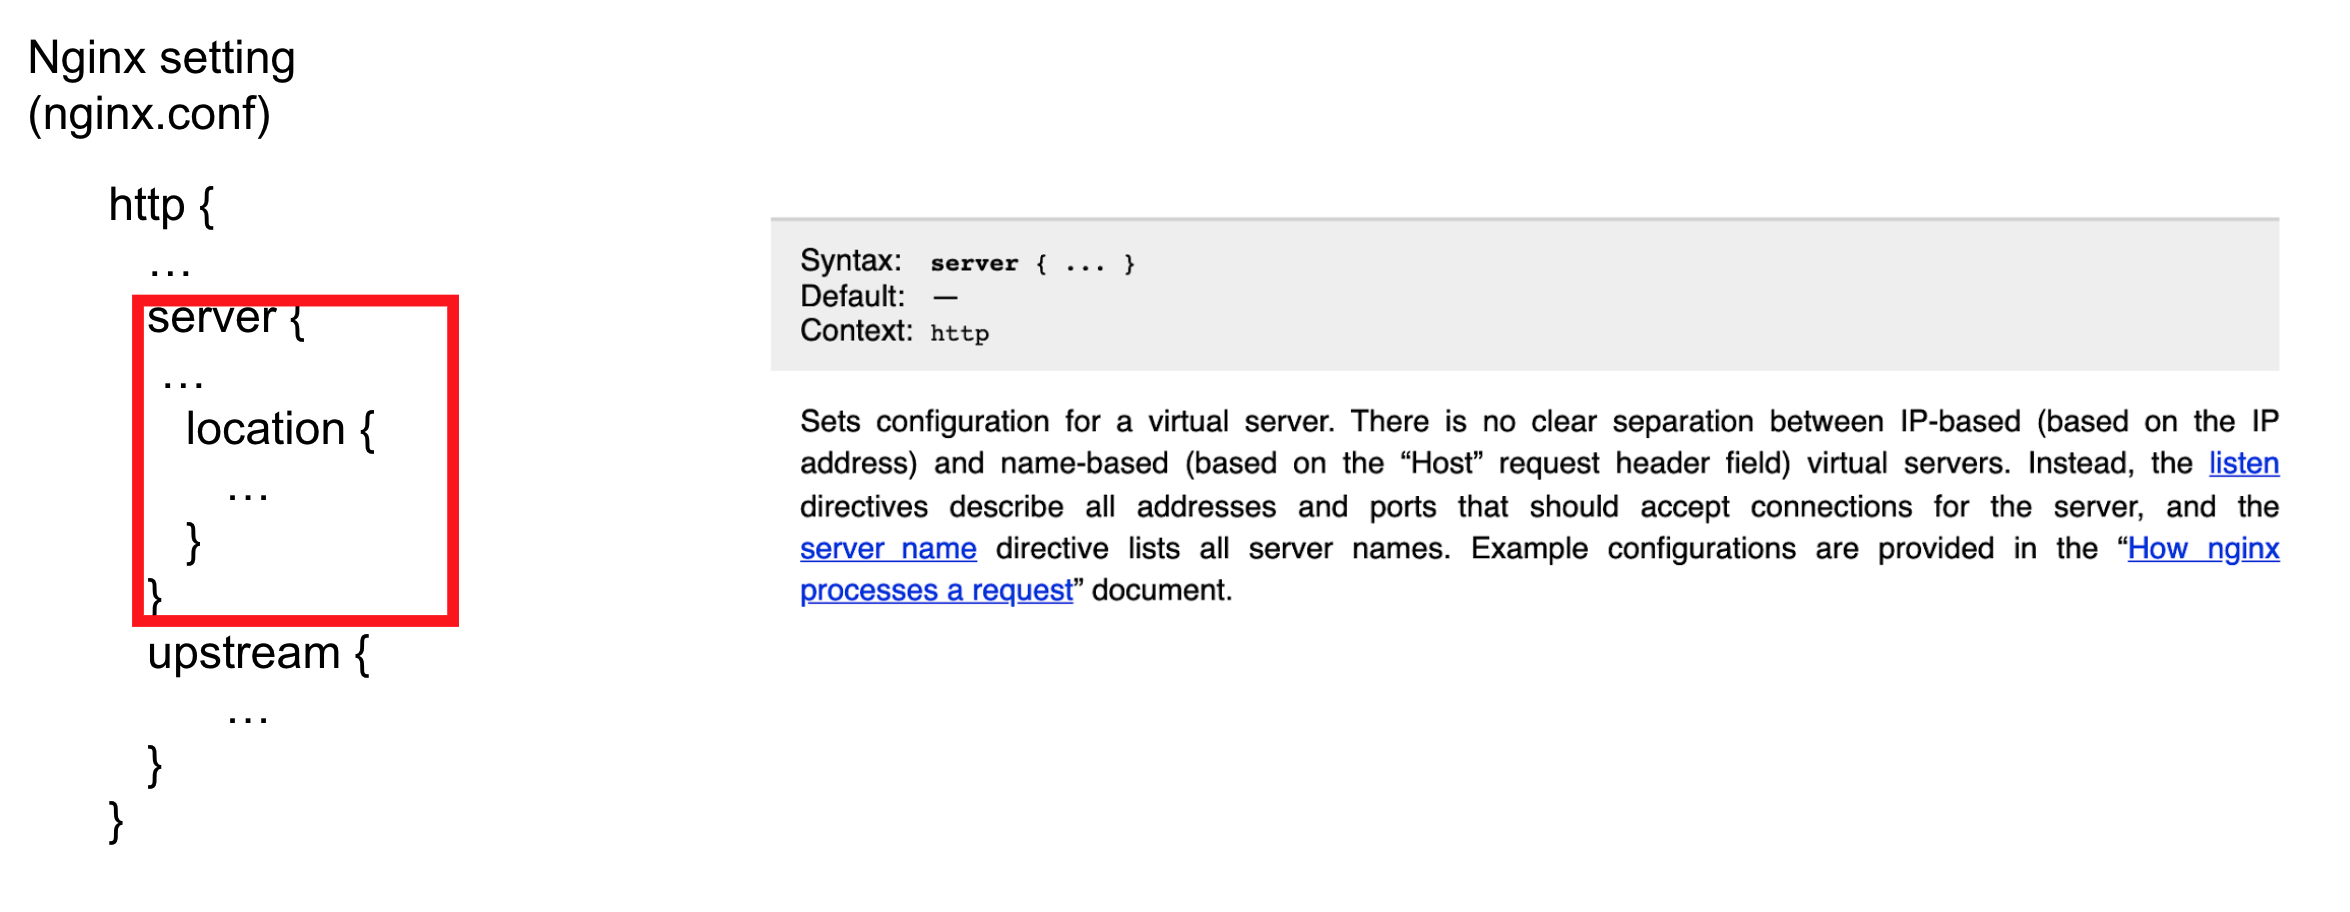 Nginx setting
(nginx.conf)
http {
…
server {
…
location {
…
}
}
upstream {
…
}
}
Syntax: server { ... }
Default: —
Context: http
Sets configuration for a virtual server. There is no clear separation between IP-based (based on the IP
address) and name-based (based on the “Host” request header field) virtual servers. Instead, the listen
directives describe all addresses and ports that should accept connections for the server, and the
server_name directive lists all server names. Example configurations are provided in the “How nginx
processes a request” document.